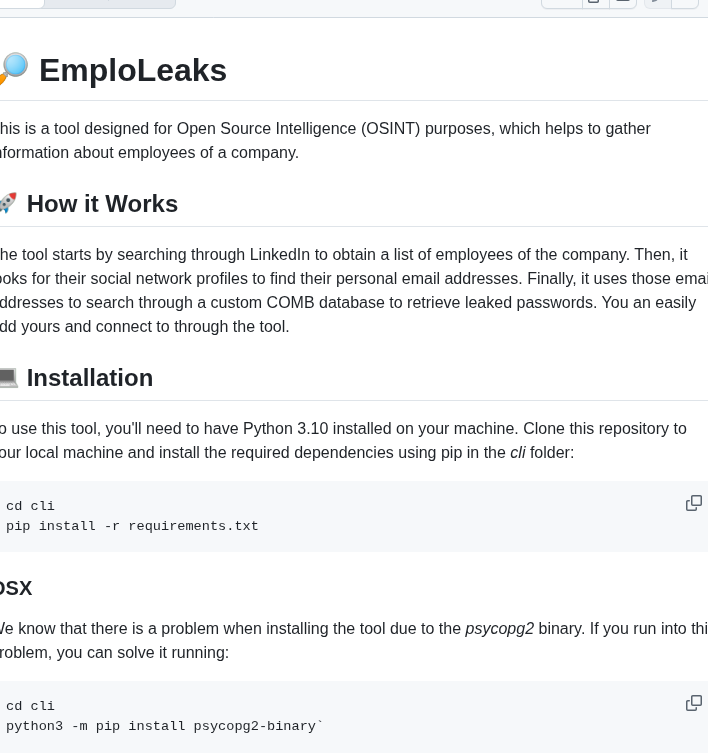 EmploLeaks
his is a tool designed for Open Source Intelligence (OSINT) purposes, which helps to gather
nformation about employees of a company.
How it Works
he tool starts by searching through LinkedIn to obtain a list of employees of the company. Then, it
ooks for their social network profiles to find their personal email addresses. Finally, it uses those emai
ddresses to search through a custom COMB database to retrieve leaked passwords. You an easily
dd yours and connect to through the tool.
Installation
o use this tool, you'll need to have Python 3.10 installed on your machine. Clone this repository to
our local machine and install the required dependencies using pip in the cli folder:
cd cli
pip install -r requirements.txt
OSX
We know that there is a problem when installing the tool due to the psycopg2 binary. If you run into thi
roblem, you can solve it running:
cd cli
python3 -m pip install psycopg2-binary`